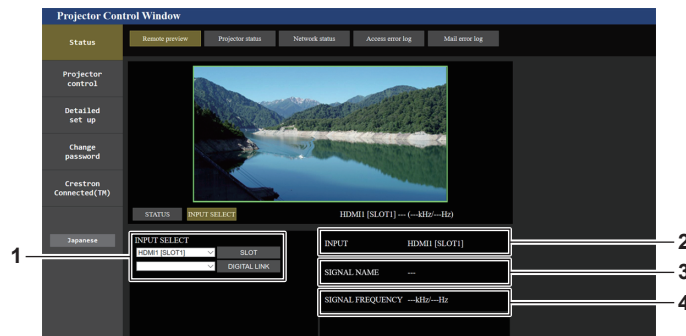 Projector Control Window
Status
Remote preview
Projector status
Network status
Access error log
Mail error log
Projector
control
Detailed
set up
Change
password
Crestron
Connected(TM)
Japanese
STATUS
INPUT SELECT
HDMI1 [SLOT1] --- (---kHz/---Hz)
1
INPUT SELECT
HDMI1 [SLOT1]
SLOT
DIGITAL LINK
INPUT HDMI1 [SLOT1]
2
SIGNAL NAME ---
3
SIGNAL FREQUENCY ---kHz/---Hz
4